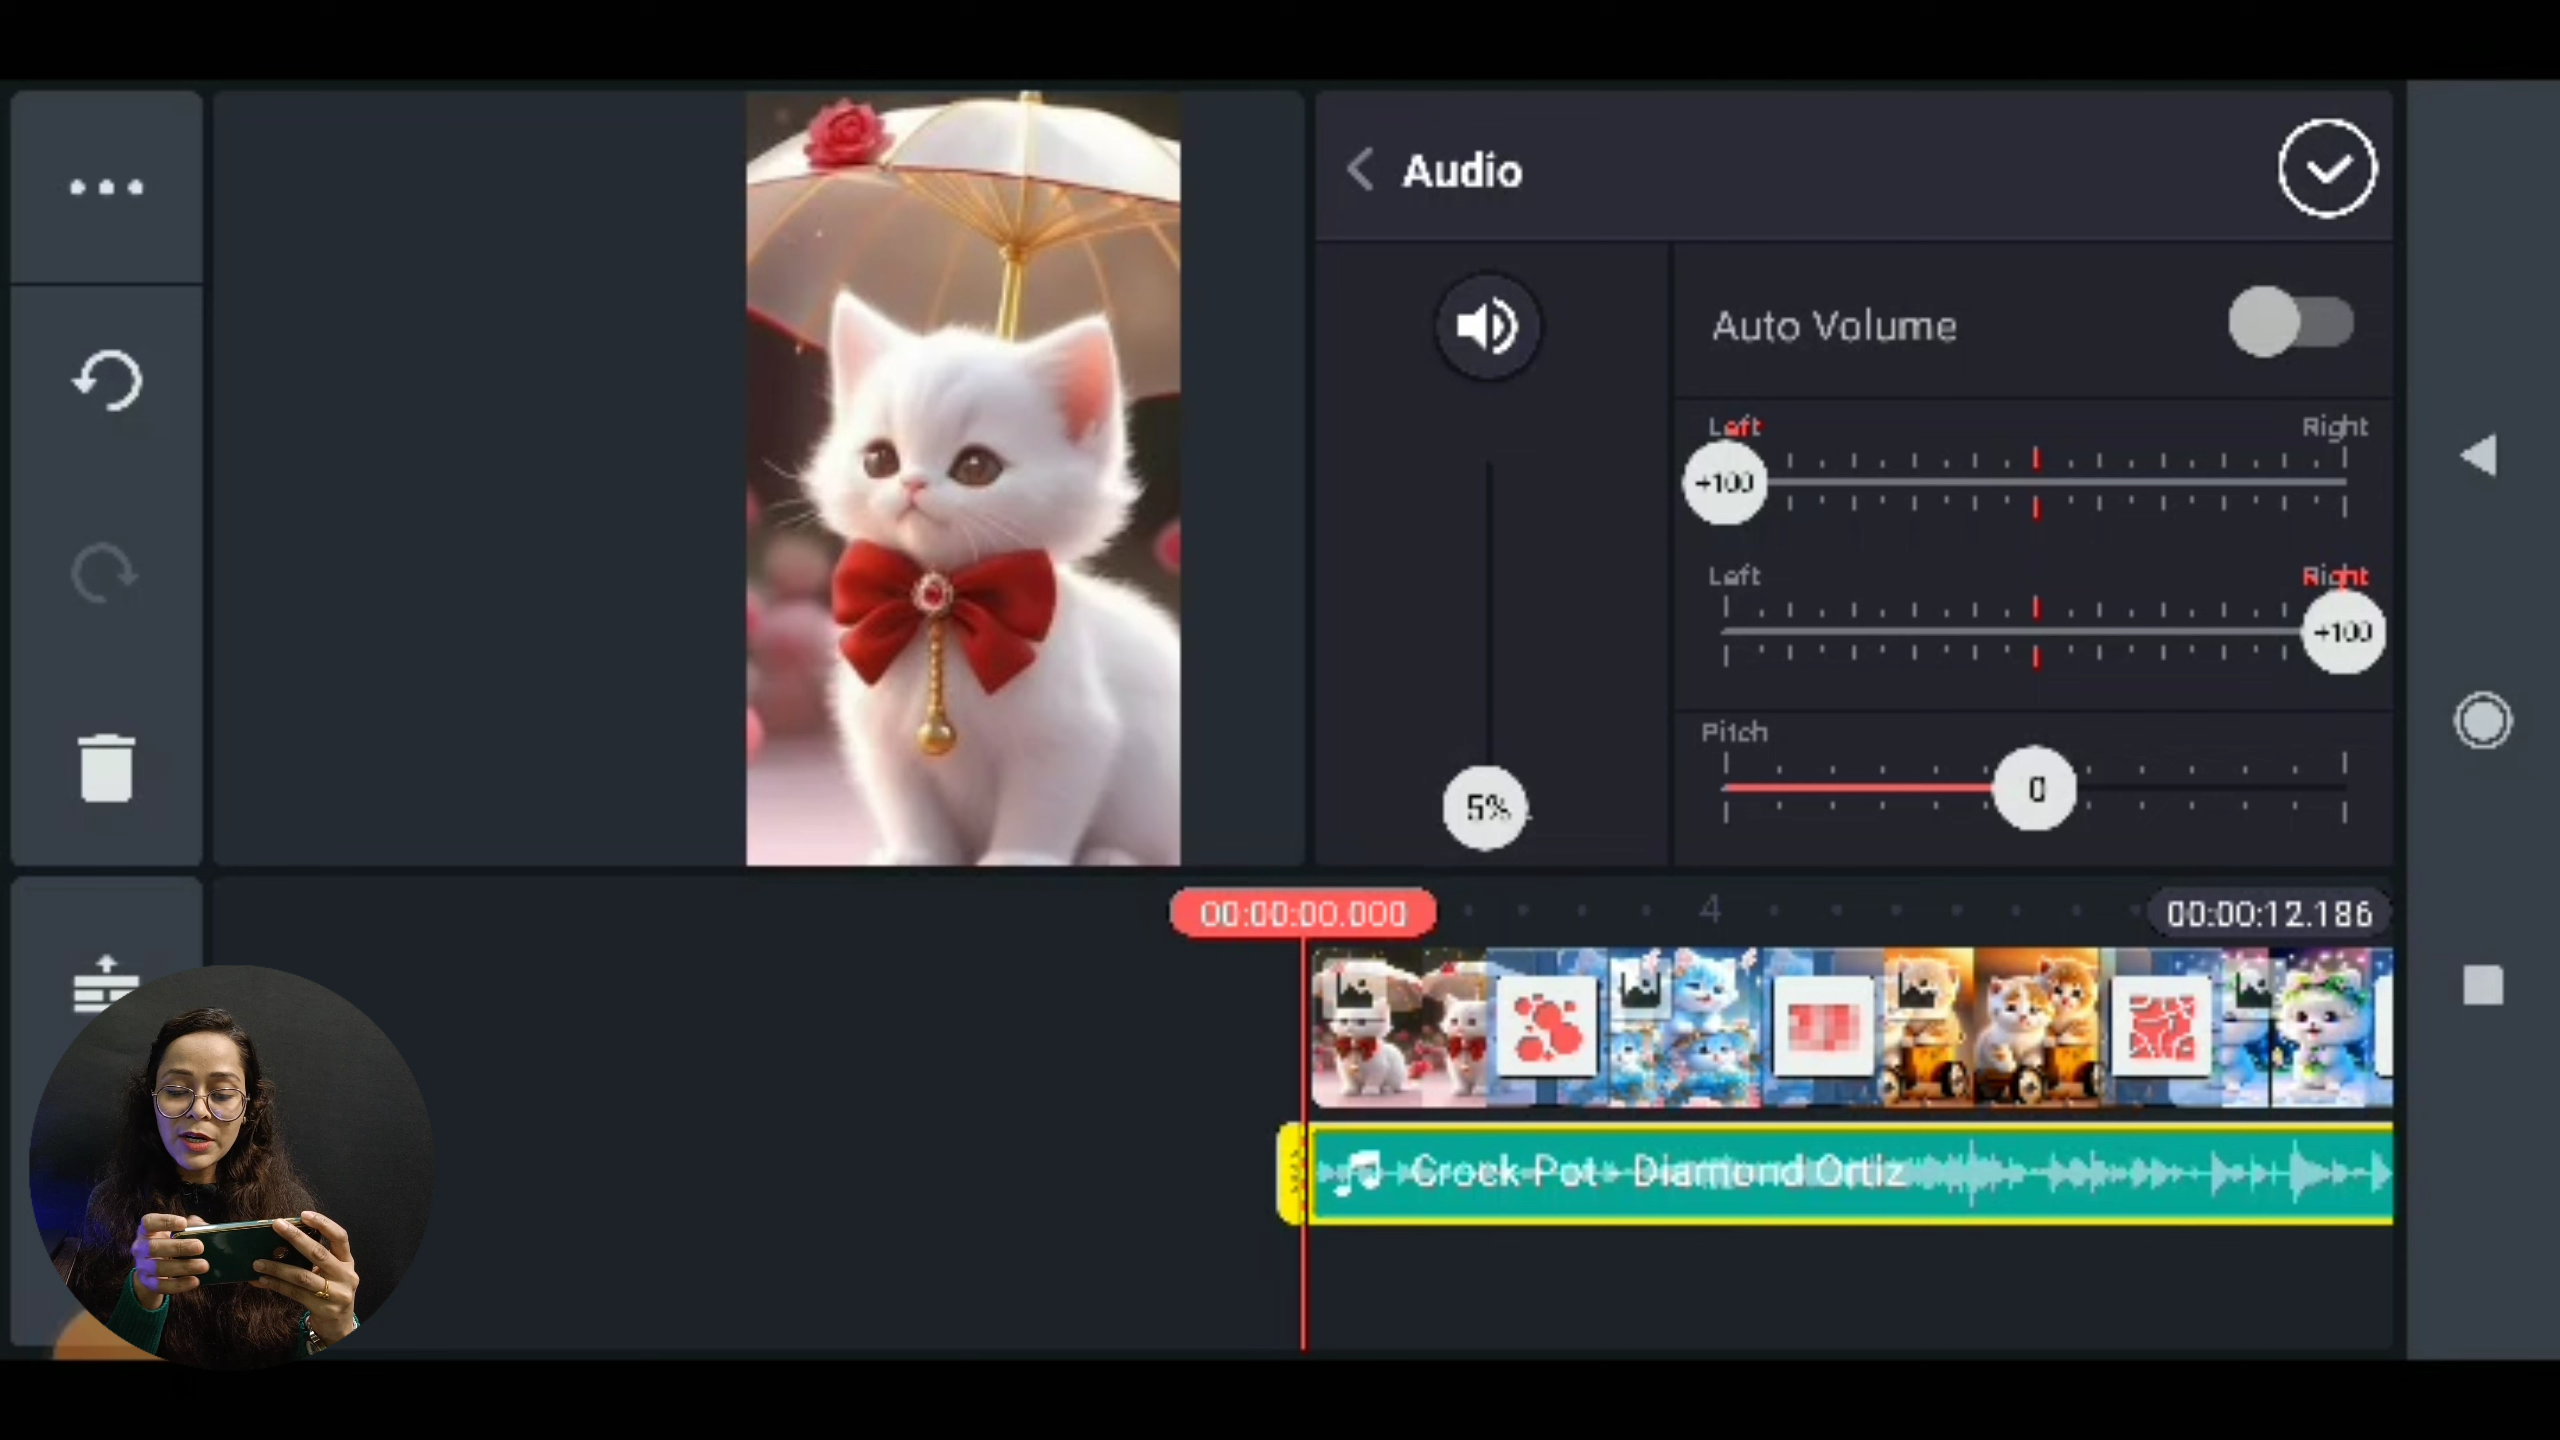 Audio
Auto Volume
Left Right
+100
Left Right
+100
Pitch
0
5%
00:00:00.000 4 00:00:12.186
Crock Pot - Diamond Ortiz